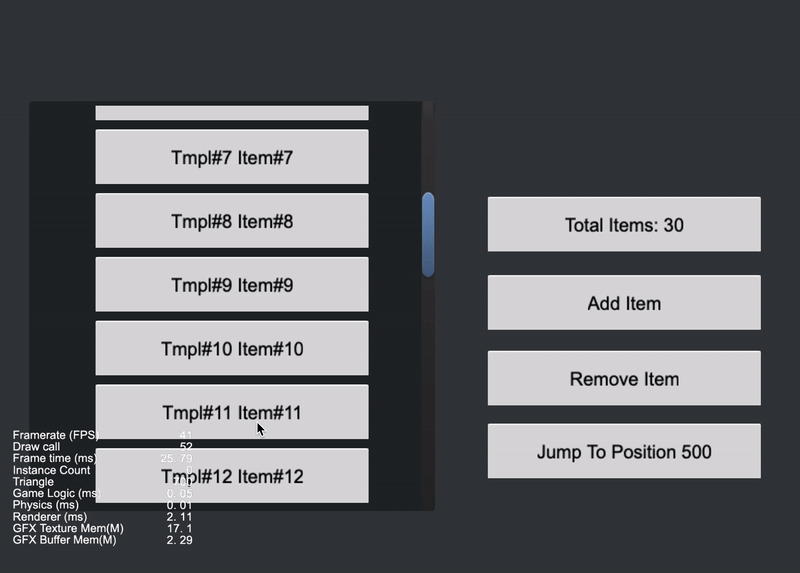 Tmpl#7 Item#7
Tmpl#8 Item#8
Tmpl#9 Item#9
Tmpl#10 Item#10
Tmpl#11 Item#11
Tmpl#12 Item#12
Total Items: 30
Add Item
Remove Item
Jump To Position 500
Framerate (FPS) 41
Draw call 52
Frame time (ms) 25.79
Instance Count 0
Triangle
Game Logic (ms) 0.05
Physics (ms) 0.01
Renderer (ms) 2.11
GFX Texture Mem(M) 17.1
GFX Buffer Mem(M) 2.29